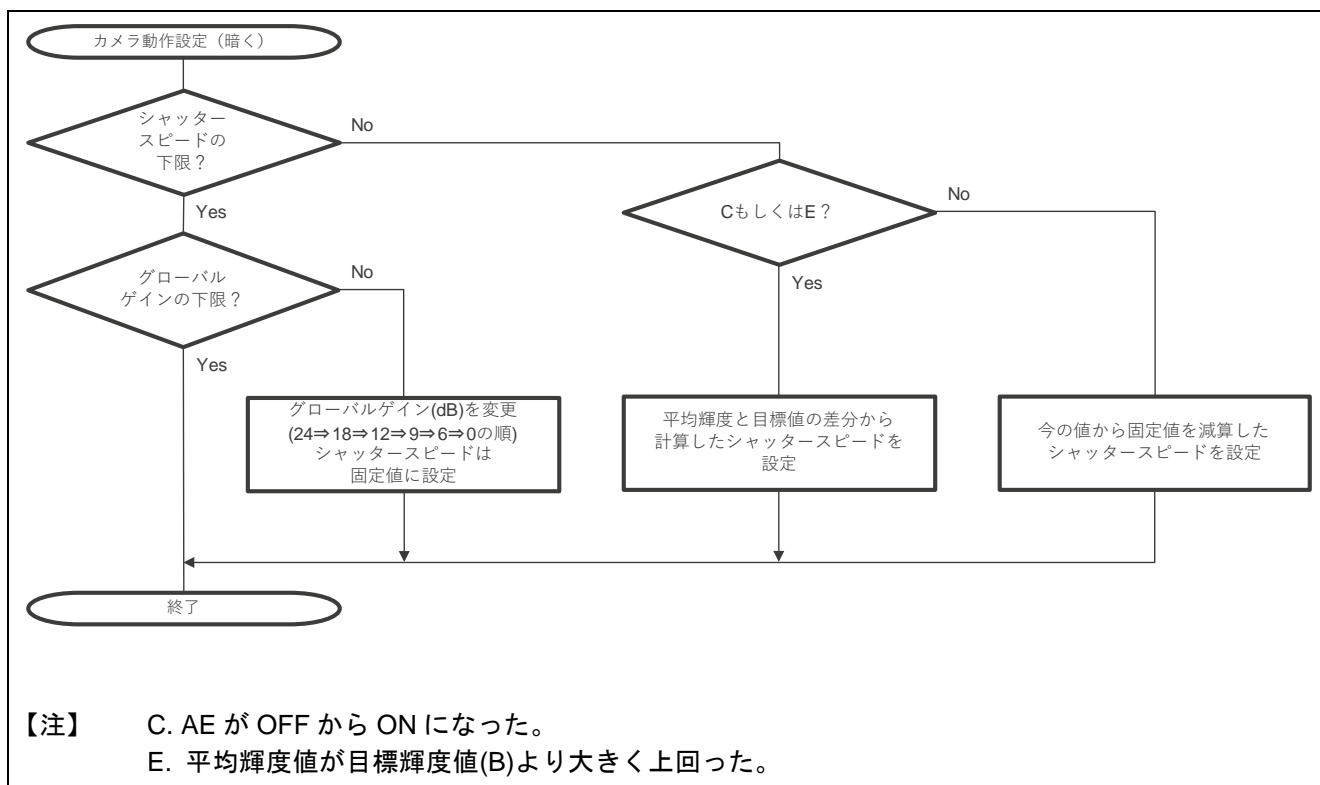 カメラ動作設定（暗く）
シャッター
スピードの
下限？
No
Yes
CもしくはE？
No
Yes
グローバル
ゲインの下限？
No
Yes
グローバルゲイン(dB)を変更
(24⇒18⇒12⇒9⇒6⇒0の順)
シャッタースピードは
固定値に設定
平均輝度と目標値の差分から
計算したシャッタースピードを
設定
今の値から固定値を減算した
シャッタースピードを設定
終了
【注】 C. AE が OFF から ON になった。
E. 平均輝度値が目標輝度値(B)より大きく上回った。